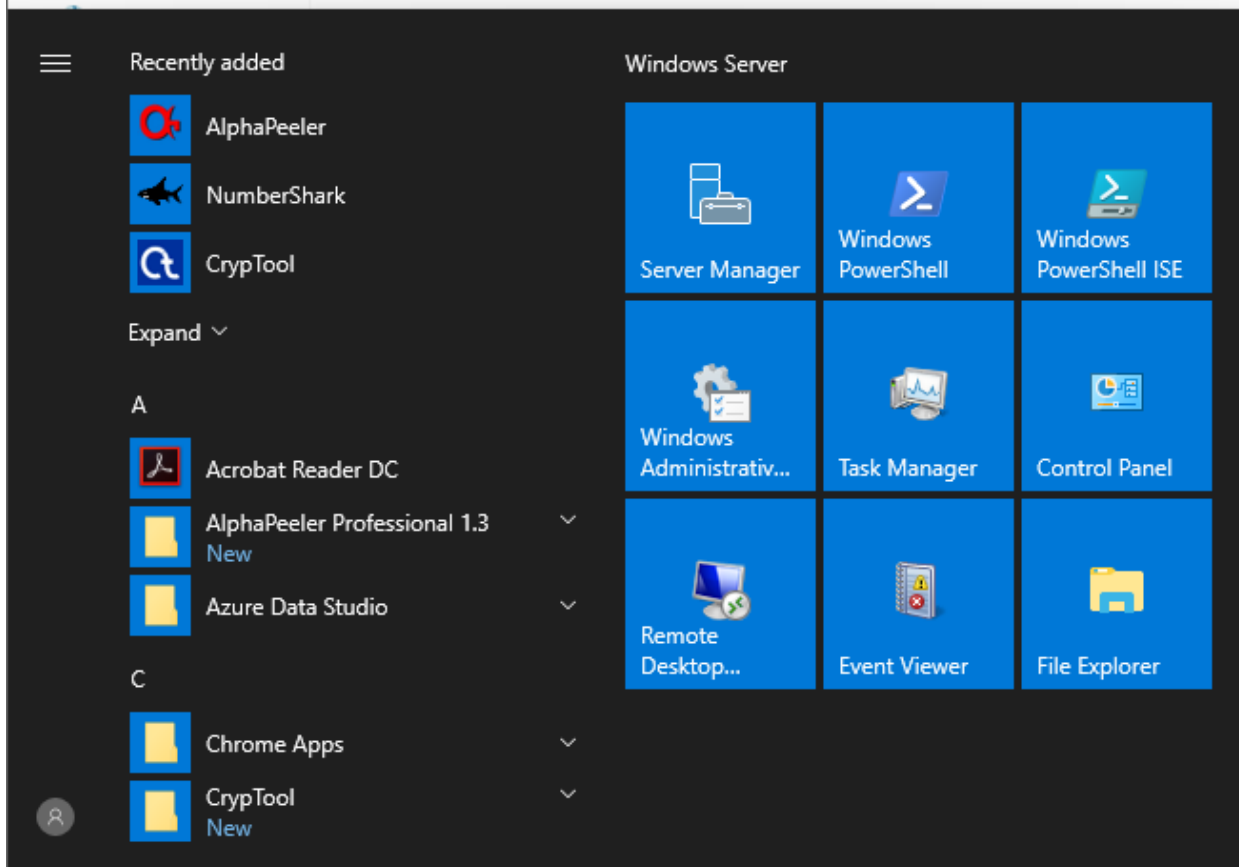 Recently added
AlphaPeeler
NumberShark
CrypTool
Expand
A
Acrobat Reader DC
AlphaPeeler Professional 1.3
New
Azure Data Studio
C
Chrome Apps
CrypTool
New
Windows Server
Server Manager
Windows
PowerShell
Windows
PowerShell ISE
Windows
Administrativ...
Task Manager
Control Panel
Remote
Desktop...
Event Viewer
File Explorer